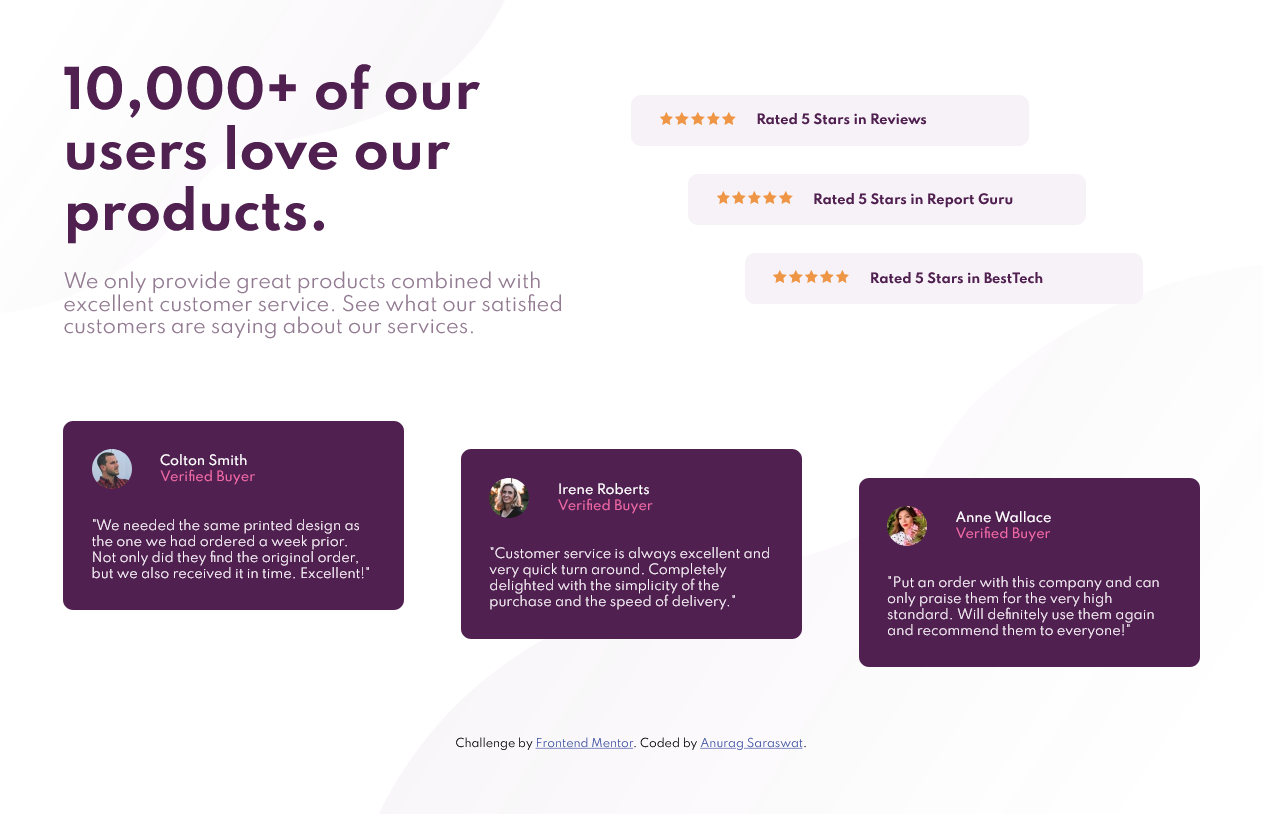 10,000+ of our
users love our
products.
We only provide great products combined with
excellent customer service. See what our satisfied
customers are saying about our services.
Rated 5 Stars in Reviews
Rated 5 Stars in Report Guru
Rated 5 Stars in BestTech
Colton Smith
Verified Buyer
"We needed the same printed design as
the one we had ordered a week prior.
Not only did they find the original order,
but we also received it in time. Excellent!"
Irene Roberts
Verified Buyer
"Customer service is always excellent and
very quick turn around. Completely
delighted with the simplicity of the
purchase and the speed of delivery."
Anne Wallace
Verified Buyer
"Put an order with this company and can
only praise them for the very high
standard. Will definitely use them again
and recommend them to everyone!"
Challenge by Frontend Mentor. Coded by Anurag Saraswat.